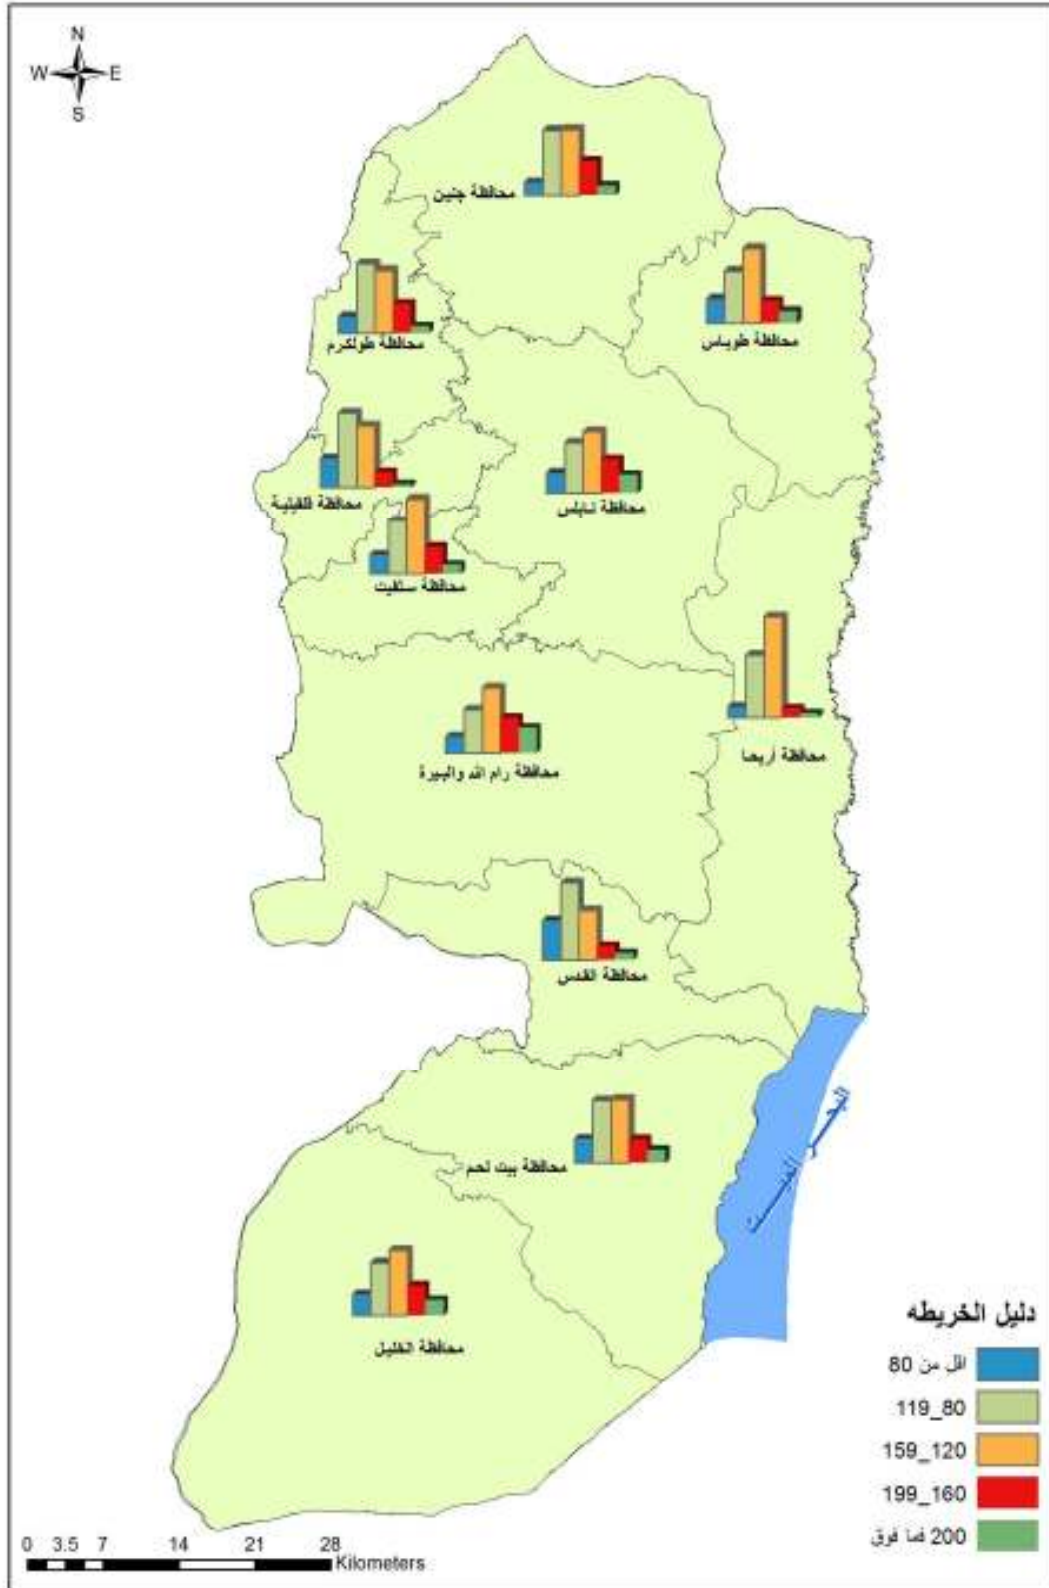 N
W E
S
محافظة جنين
محافظة طوباس
محافظة طولكرم
محافظة قلقيلية
محافظة نابلس
محافظة سلفيت
محافظة أريحا
محافظة رام الله والبيرة
محافظة القدس
محافظة بيت لحم
البحر الميت
محافظة الخليل
دليل الخريطه
اقل من 80
119_80
159_120
199_160
200 فما فوق
0 3.5 7 14 21 28
Kilometers